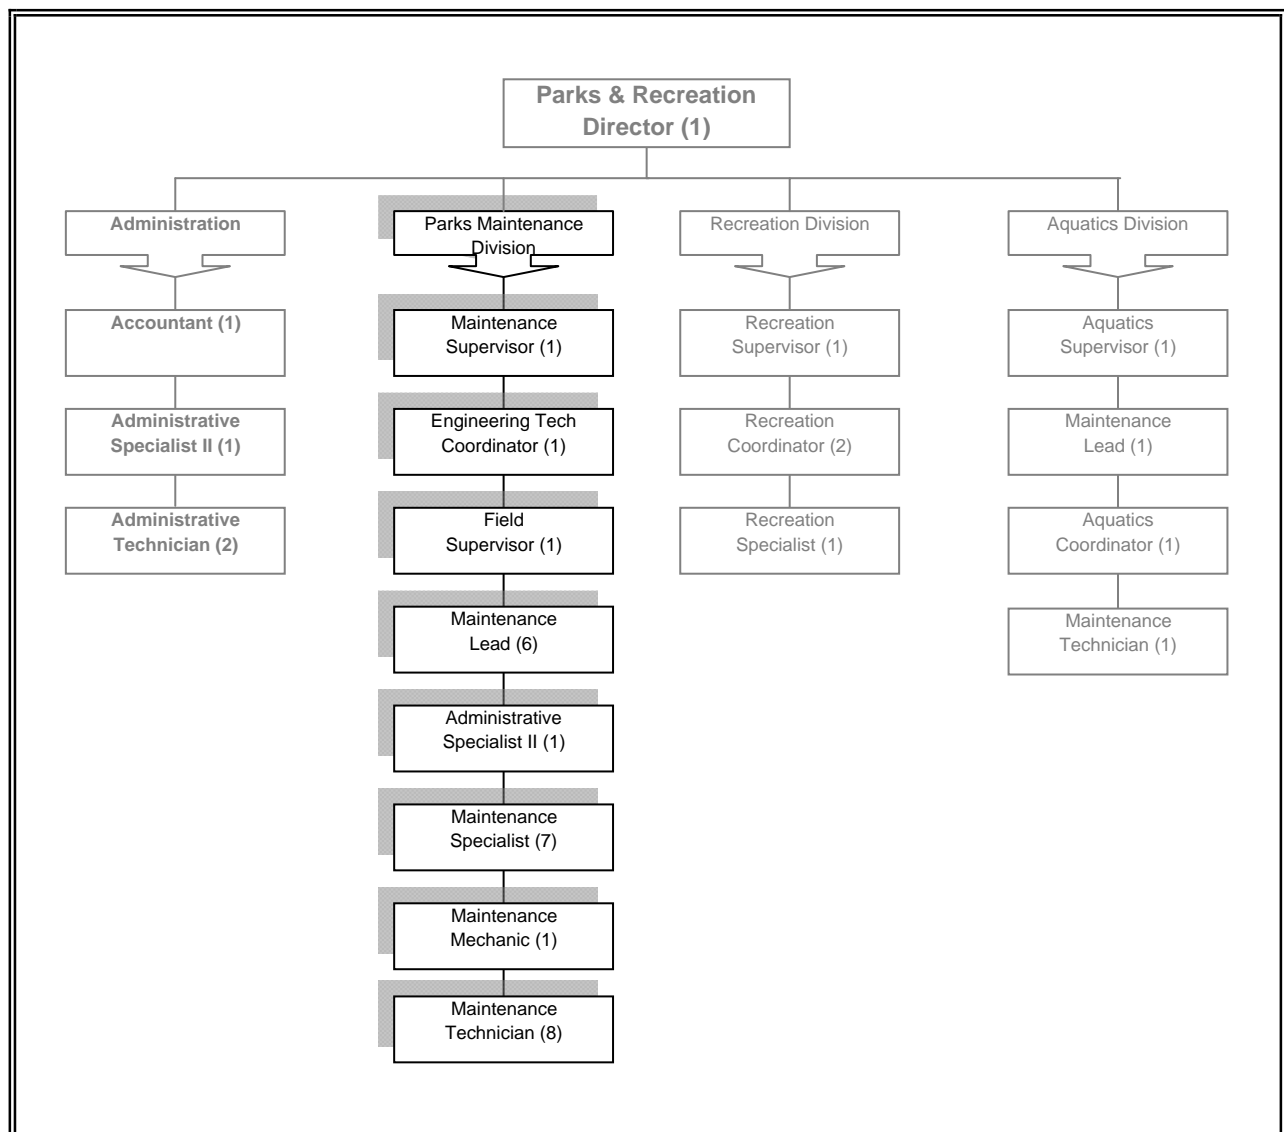 Parks & Recreation
Director (1)
Administration
Accountant (1)
Administrative
Specialist II (1)
Administrative
Technician (2)
Parks Maintenance
Division
Maintenance
Supervisor (1)
Engineering Tech
Coordinator (1)
Field
Supervisor (1)
Maintenance
Lead (6)
Administrative
Specialist II (1)
Maintenance
Specialist (7)
Maintenance
Mechanic (1)
Maintenance
Technician (8)
Recreation Division
Recreation
Supervisor (1)
Recreation
Coordinator (2)
Recreation
Specialist (1)
Aquatics Division
Aquatics
Supervisor (1)
Maintenance
Lead (1)
Aquatics
Coordinator (1)
Maintenance
Technician (1)